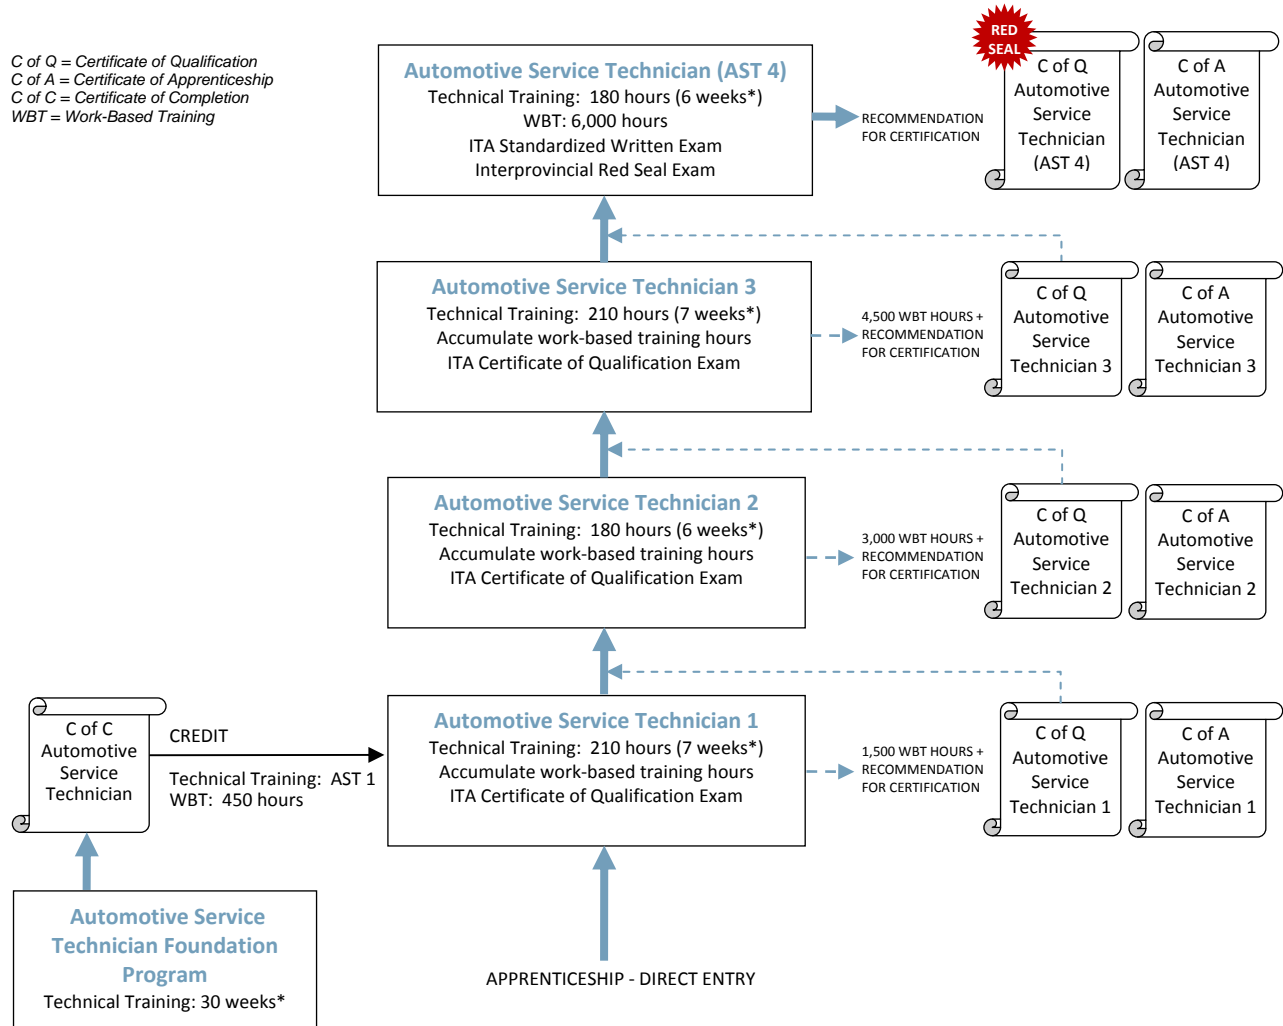 C of Q = Certificate of Qualification
C of A = Certificate of Apprenticeship
C of C = Certificate of Completion
WBT = Work-Based Training
Automotive Service Technician (AST 4)
Technical Training: 180 hours (6 weeks*)
WBT: 6,000 hours
ITA Standardized Written Exam
Interprovincial Red Seal Exam
RECOMMENDATION
FOR CERTIFICATION
RED
SEAL
C of Q
Automotive
Service
Technician
(AST 4)
C of A
Automotive
Service
Technician
(AST 4)
Automotive Service Technician 3
Technical Training: 210 hours (7 weeks*)
Accumulate work-based training hours
ITA Certificate of Qualification Exam
4,500 WBT HOURS +
RECOMMENDATION
FOR CERTIFICATION
C of Q
Automotive
Service
Technician 3
C of A
Automotive
Service
Technician 3
Automotive Service Technician 2
Technical Training: 180 hours (6 weeks*)
Accumulate work-based training hours
ITA Certificate of Qualification Exam
3,000 WBT HOURS +
RECOMMENDATION
FOR CERTIFICATION
C of Q
Automotive
Service
Technician 2
C of A
Automotive
Service
Technician 2
C of C
Automotive
Service
Technician
CREDIT
Technical Training: AST 1
WBT: 450 hours
Automotive Service Technician 1
Technical Training: 210 hours (7 weeks*)
Accumulate work-based training hours
ITA Certificate of Qualification Exam
1,500 WBT HOURS +
RECOMMENDATION
FOR CERTIFICATION
C of Q
Automotive
Service
Technician 1
C of A
Automotive
Service
Technician 1
Automotive Service
Technician Foundation
Program
Technical Training: 30 weeks*
APPRENTICESHIP - DIRECT ENTRY